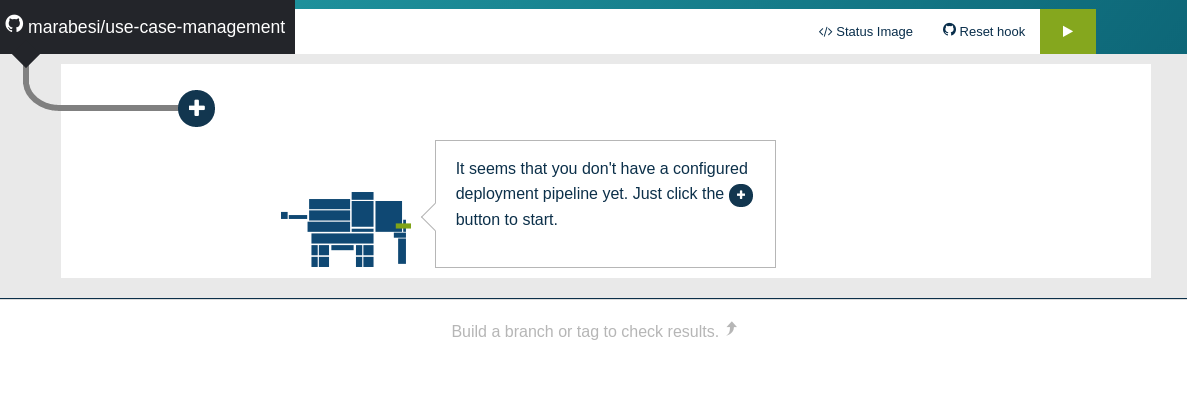 marabesi/use-case-management
Status Image
Reset hook
It seems that you don't have a configured
deployment pipeline yet. Just click the
button to start.
Build a branch or tag to check results.